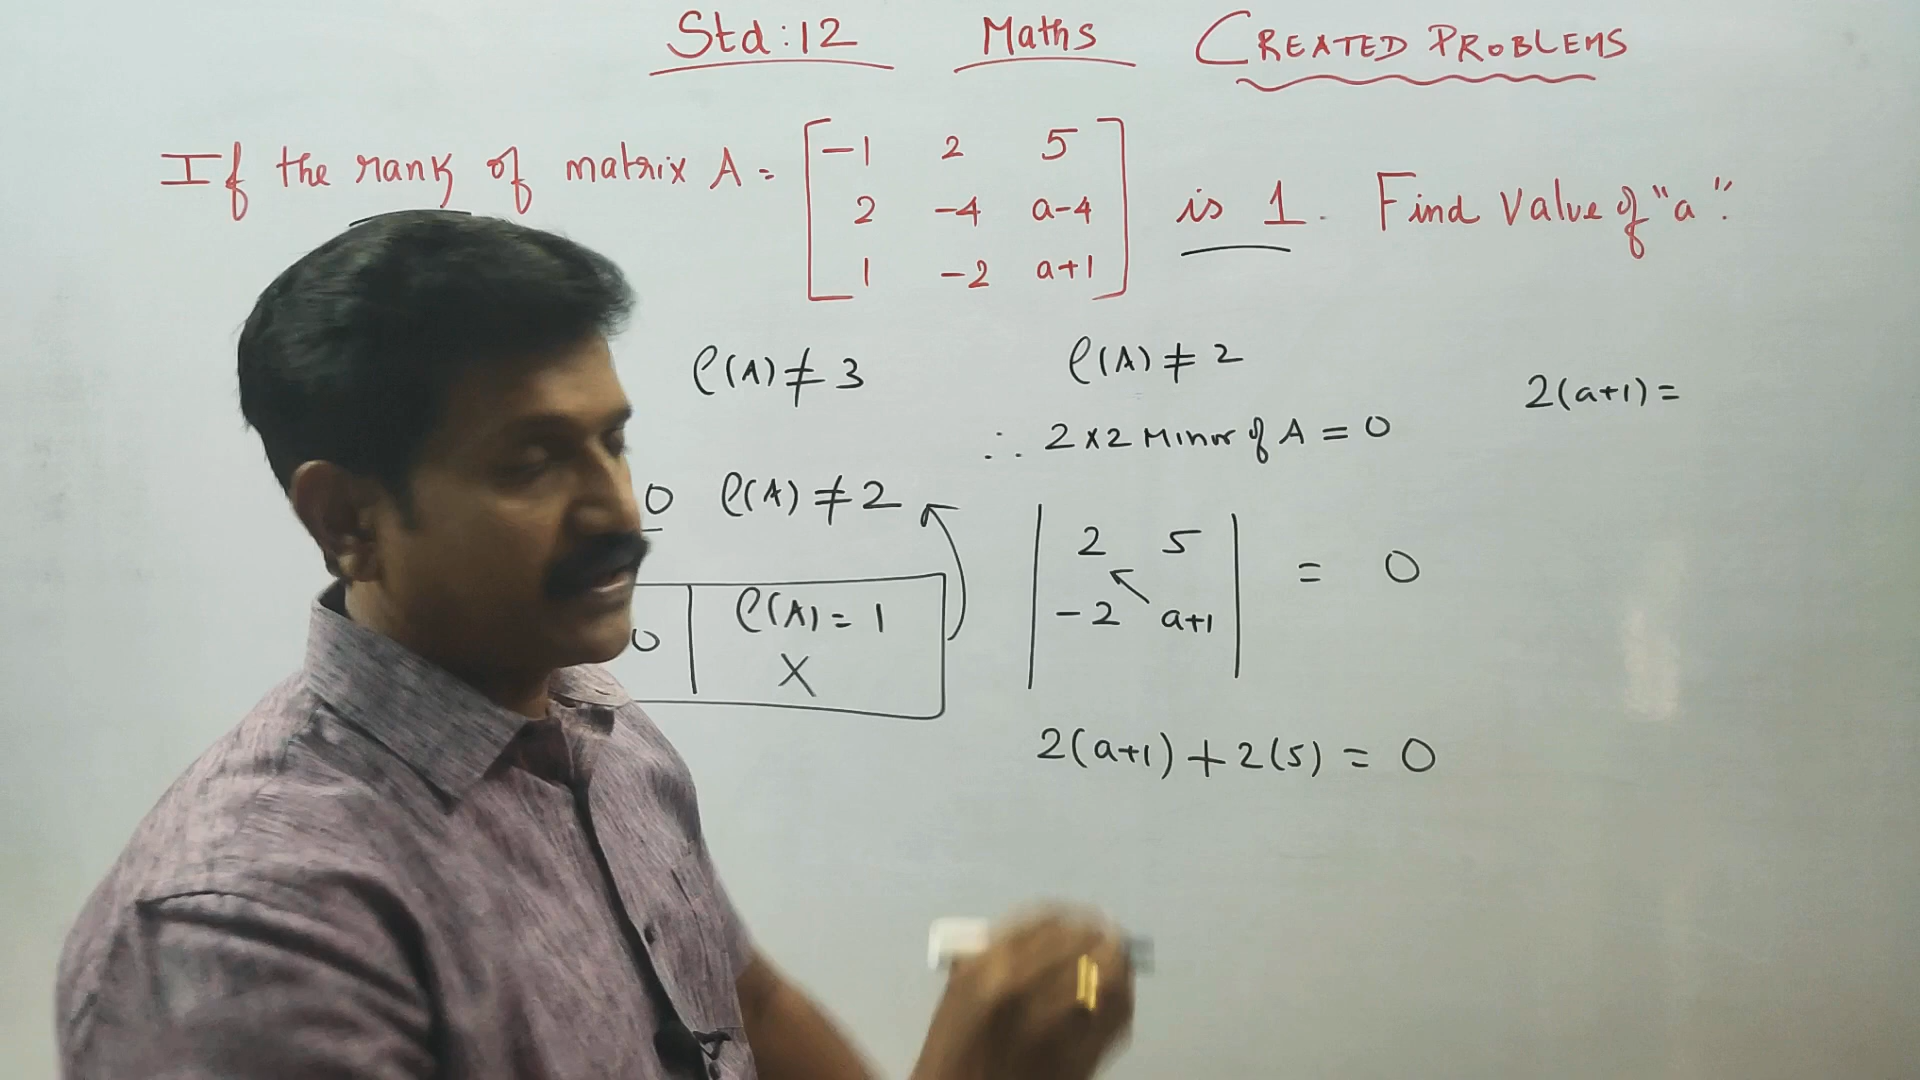 Std:12 Maths CREATED PROBLEMS
If the rank of matrix A = [ -1 2 5
2 -4 a-4
1 -2 a+1 ] is 1. Find Value of "a".
ρ(A) ≠ 3
0 ρ(A) ≠ 2
0 | ρ(A) = 1
X
ρ(A) ≠ 2
∴ 2x2 Minor of A = 0
| 2 5 |
| -2 a+1 | = 0
2(a+1) + 2(5) = 0
2(a+1) =